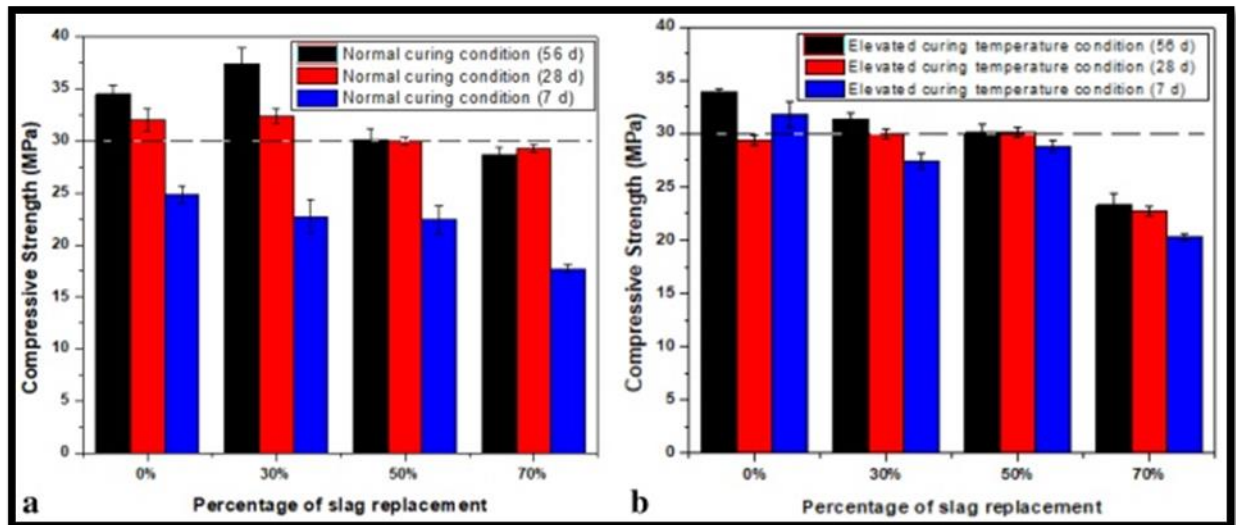 40
35
30
25
20
15
10
5
0
Compressive Strength (MPa)
Normal curing condition (56 d)
Normal curing condition (28 d)
Normal curing condition (7 d)
0% 30% 50% 70%
Percentage of slag replacement
a
40
35
30
25
20
15
10
5
0
Compressive Strength (MPa)
Elevated curing temperature condition (56 d)
Elevated curing temperature condition (28 d)
Elevated curing temperature condition (7 d)
0% 30% 50% 70%
Percentage of slag replacement
b